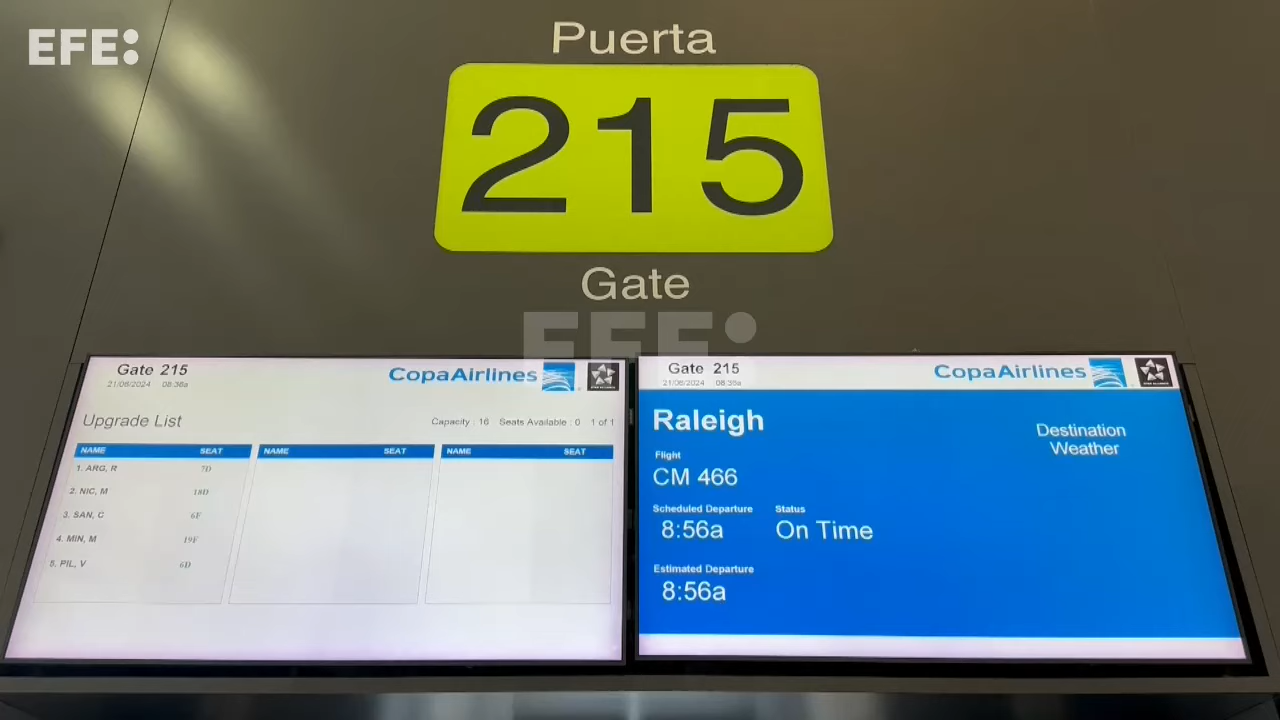 EFE:
Puerta
215
Gate
EFE:
Gate 215
21/06/2024 08:36a
CopaAirlines
Upgrade List
Capacity : 16 Seats Available : 0 1 of 1
NAME SEAT NAME SEAT NAME SEAT
1. ARG, R 7D
2. NIC, M 18D
3. SAN, C 6F
4. MIN, M 19F
5. PIL, V 6D
Gate 215
21/06/2024 08:36a
CopaAirlines
Raleigh
Destination
Weather
Flight
CM 466
Scheduled Departure Status
8:56a On Time
Estimated Departure
8:56a